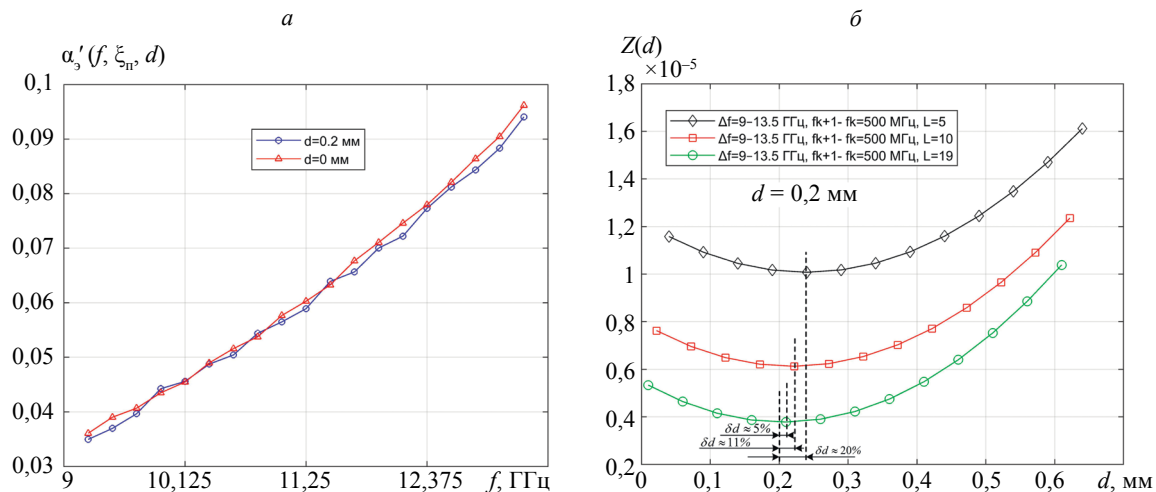 а
α_э′(f, ξ_п, d)
0,1
0,09
0,08
0,07
0,06
0,05
0,04
0,03
9
10,125
11,25
12,375
f, ГГц
d=0.2 мм
d=0 мм
б
Z(d)
×10⁻⁵
1,8
1,6
1,4
1,2
1
0,8
0,6
0,4
0,2
0
0,1
0,2
0,3
0,4
0,5
0,6
d, мм
Δf=9–13.5 ГГц, fk+1- fk=500 МГц, L=5
Δf=9–13.5 ГГц, fk+1- fk=500 МГц, L=10
Δf=9–13.5 ГГц, fk+1- fk=500 МГц, L=19
d = 0,2 мм
δd ≈5%
δd ≈11%
δd ≈20%